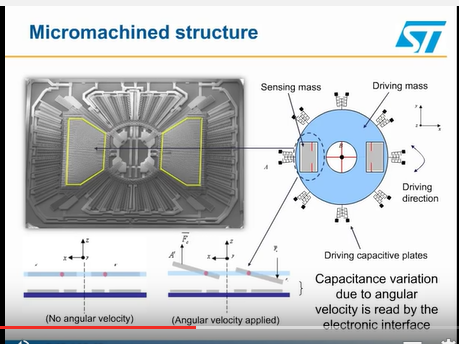 Micromachined structure
ST
Sensing mass
Driving mass
Driving
direction
Driving capacitive plates
(No angular velocity)
(Angular velocity applied)
Capacitance variation
due to angular
velocity is read by the
electronic interface